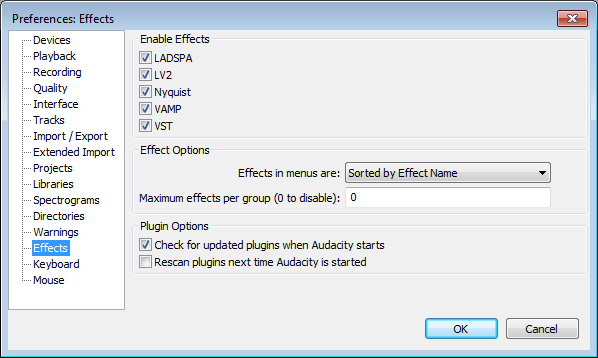 Preferences: Effects
Devices
Playback
Recording
Quality
Interface
Tracks
Import / Export
Extended Import
Projects
Libraries
Spectrograms
Directories
Warnings
Effects
Keyboard
Mouse
Enable Effects
LADSPA
LV2
Nyquist
VAMP
VST
Effect Options
Effects in menus are: Sorted by Effect Name
Maximum effects per group (0 to disable): 0
Plugin Options
Check for updated plugins when Audacity starts
Rescan plugins next time Audacity is started
OK Cancel